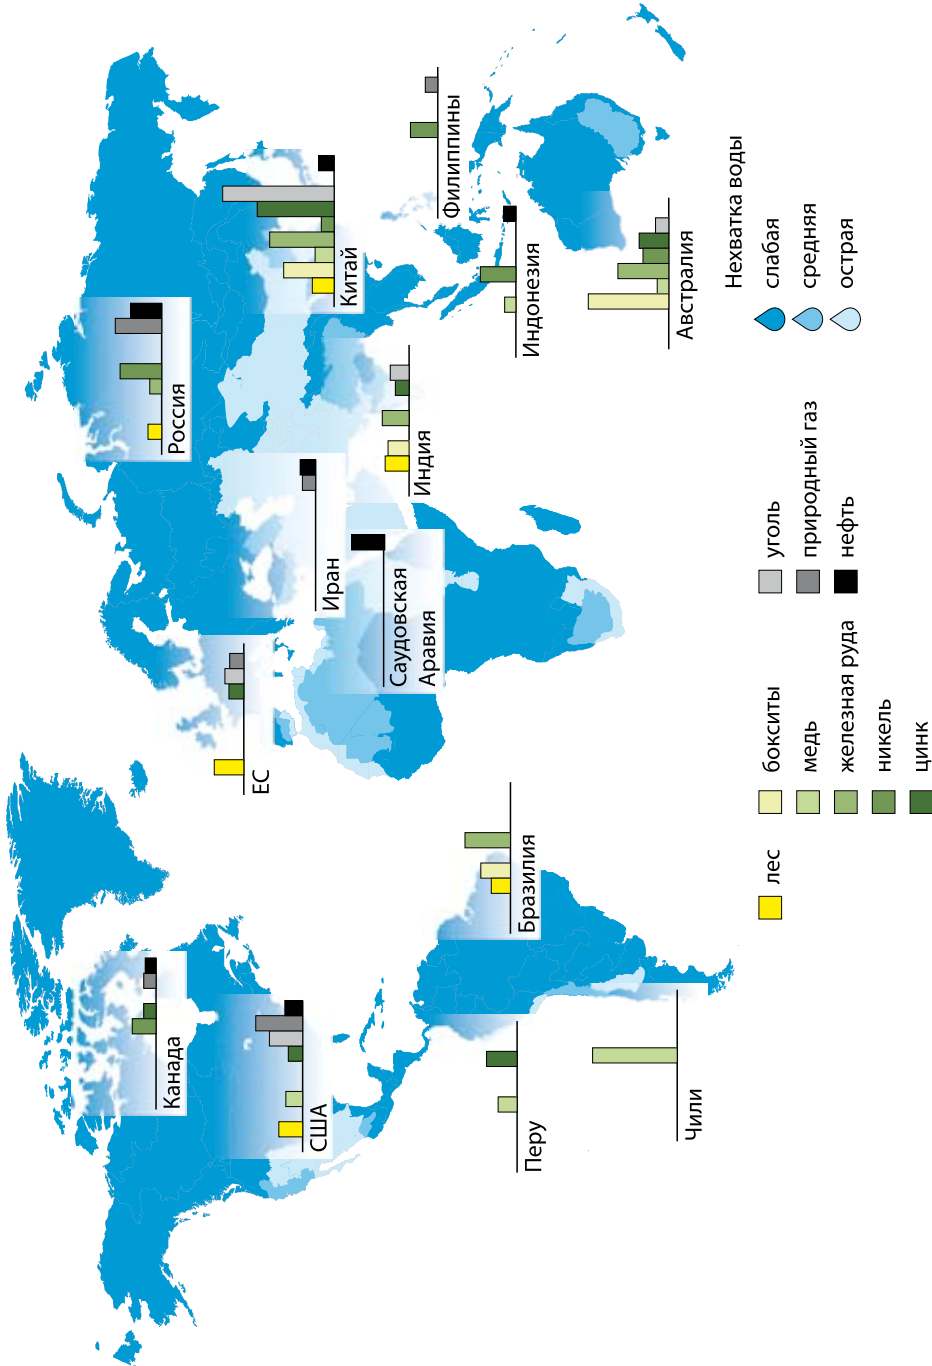 Канада
США
ЕС
Россия
Китай
Иран
Саудовская
Аравия
Индия
Филиппины
Индонезия
Австралия
Бразилия
Перу
Чили
лес
бокситы
медь
железная руда
никель
цинк
уголь
природный газ
нефть
Нехватка воды
слабая
средняя
острая